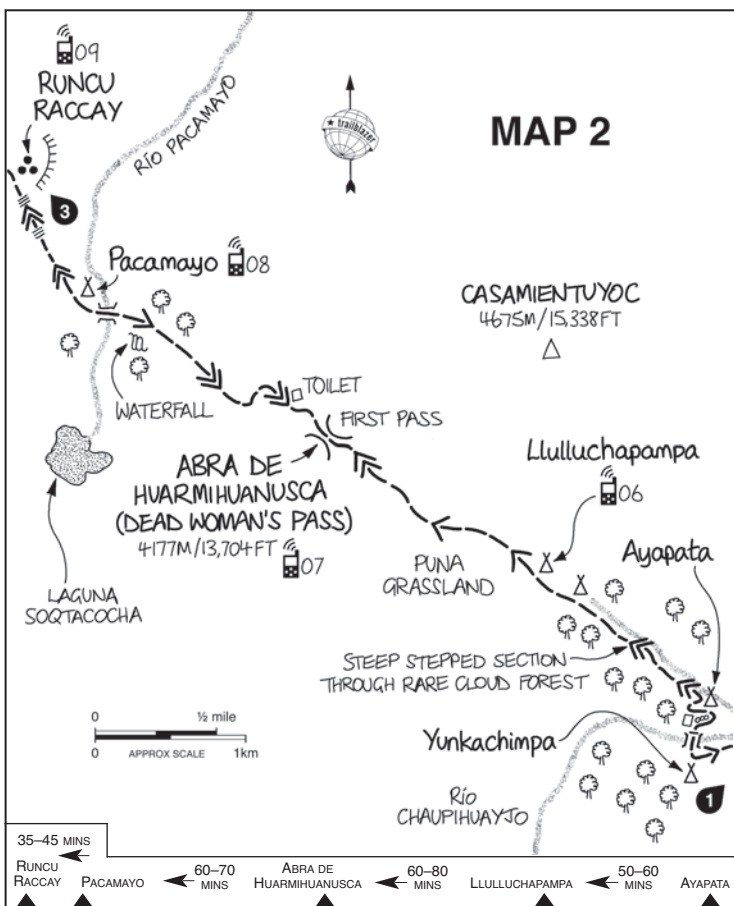 09
RUNCU
RACCAY
RÍO PACAMAYO
trailblazer
MAP 2
3
Pacamayo 08
CASAMIENTUYOC
4675M/15,338FT
WATERFALL
TOILET
FIRST PASS
ABRA DE
HUARMIHUANUSCA
(DEAD WOMAN'S PASS)
4177M/13,704FT 07
Llulluchapampa
06
Ayapata
LAGUNA
SOQTACOCHA
PUNA
GRASSLAND
STEEP STEPPED SECTION
THROUGH RARE CLOUD FOREST
0 ½ mile
0 APPROX SCALE 1km
Yunkachimpa
RÍO
CHAUPIHUAYJO
1
35–45 MINS
RUNCU
RACCAY
PACAMAYO
60–70
MINS
ABRA DE
HUARMIHUANUSCA
60–80
MINS
LLULLUCHAPAMPA
50–60
MINS
AYAPATA